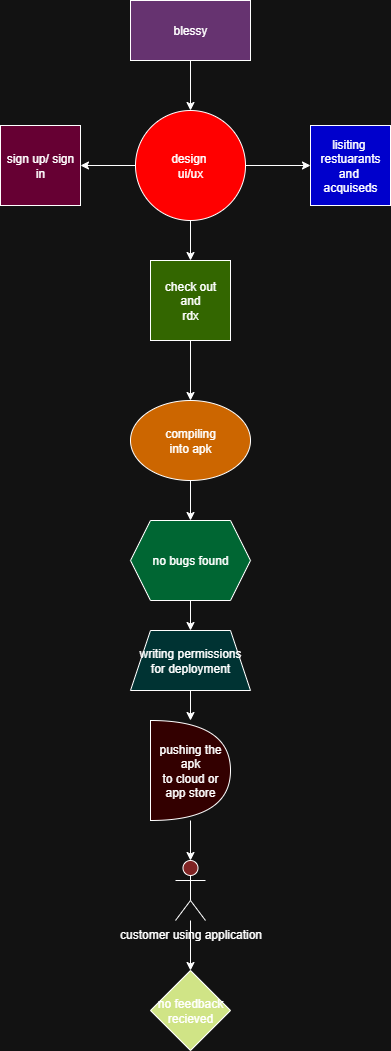 blessy
sign up/ sign
in
design
ui/ux
lisiting
restuarants
and
acquiseds
check out
and
rdx
compiling
into apk
no bugs found
writing permissions
for deployment
pushing the
apk
to cloud or
app store
customer using application
no feedback
recieved